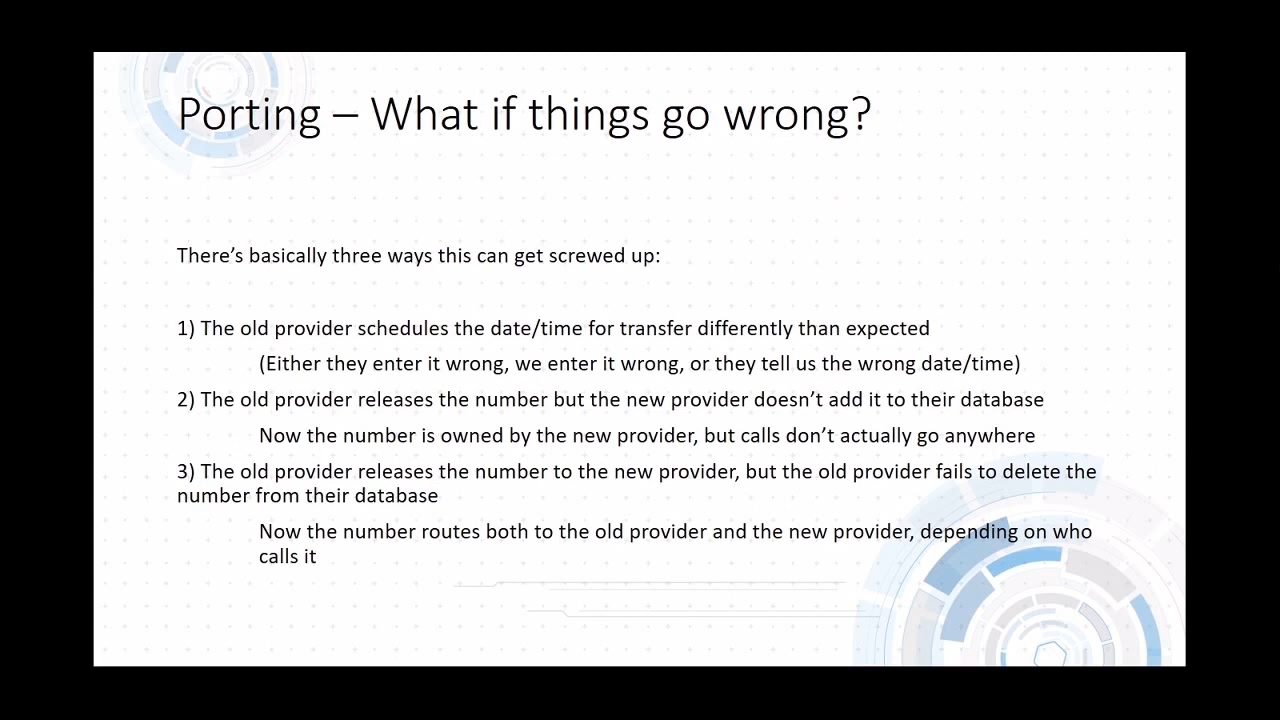 Porting – What if things go wrong?
There’s basically three ways this can get screwed up:
1) The old provider schedules the date/time for transfer differently than expected
(Either they enter it wrong, we enter it wrong, or they tell us the wrong date/time)
2) The old provider releases the number but the new provider doesn’t add it to their database
Now the number is owned by the new provider, but calls don’t actually go anywhere
3) The old provider releases the number to the new provider, but the old provider fails to delete the
number from their database
Now the number routes both to the old provider and the new provider, depending on who
calls it